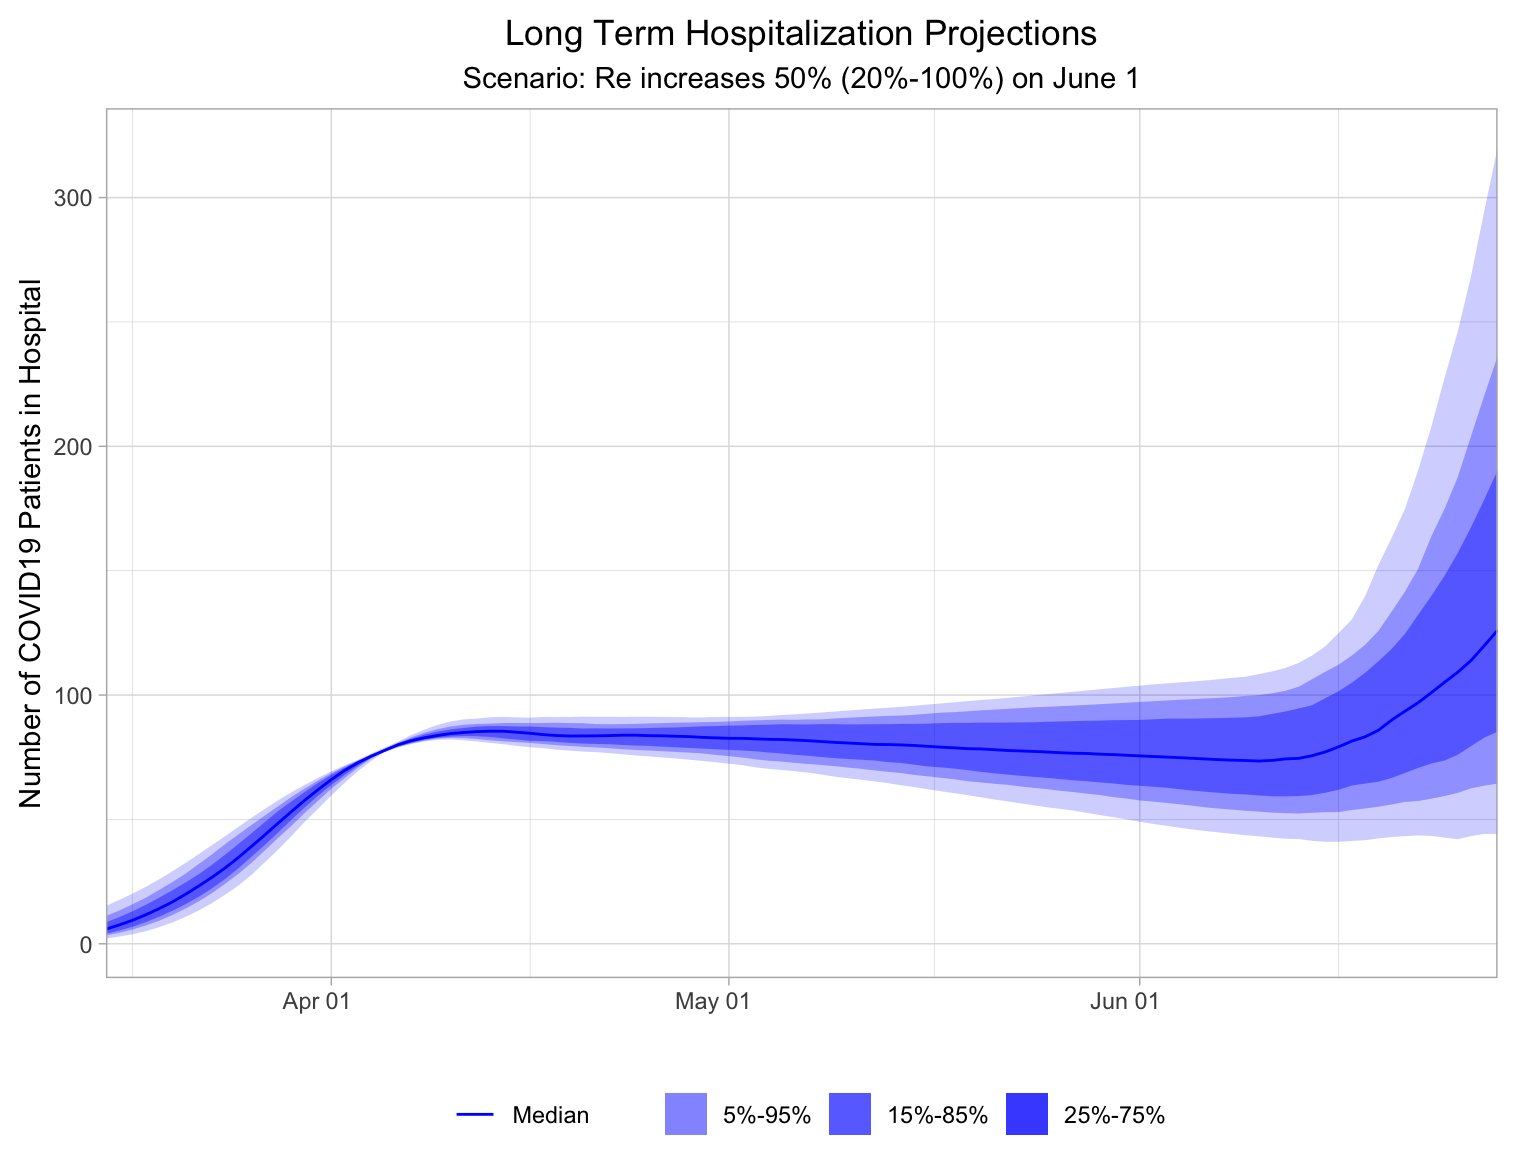 Long Term Hospitalization Projections
Scenario: Re increases 50% (20%-100%) on June 1
Number of COVID19 Patients in Hospital
300
200
100
0
Apr 01
May 01
Jun 01
Median
5%-95%
15%-85%
25%-75%